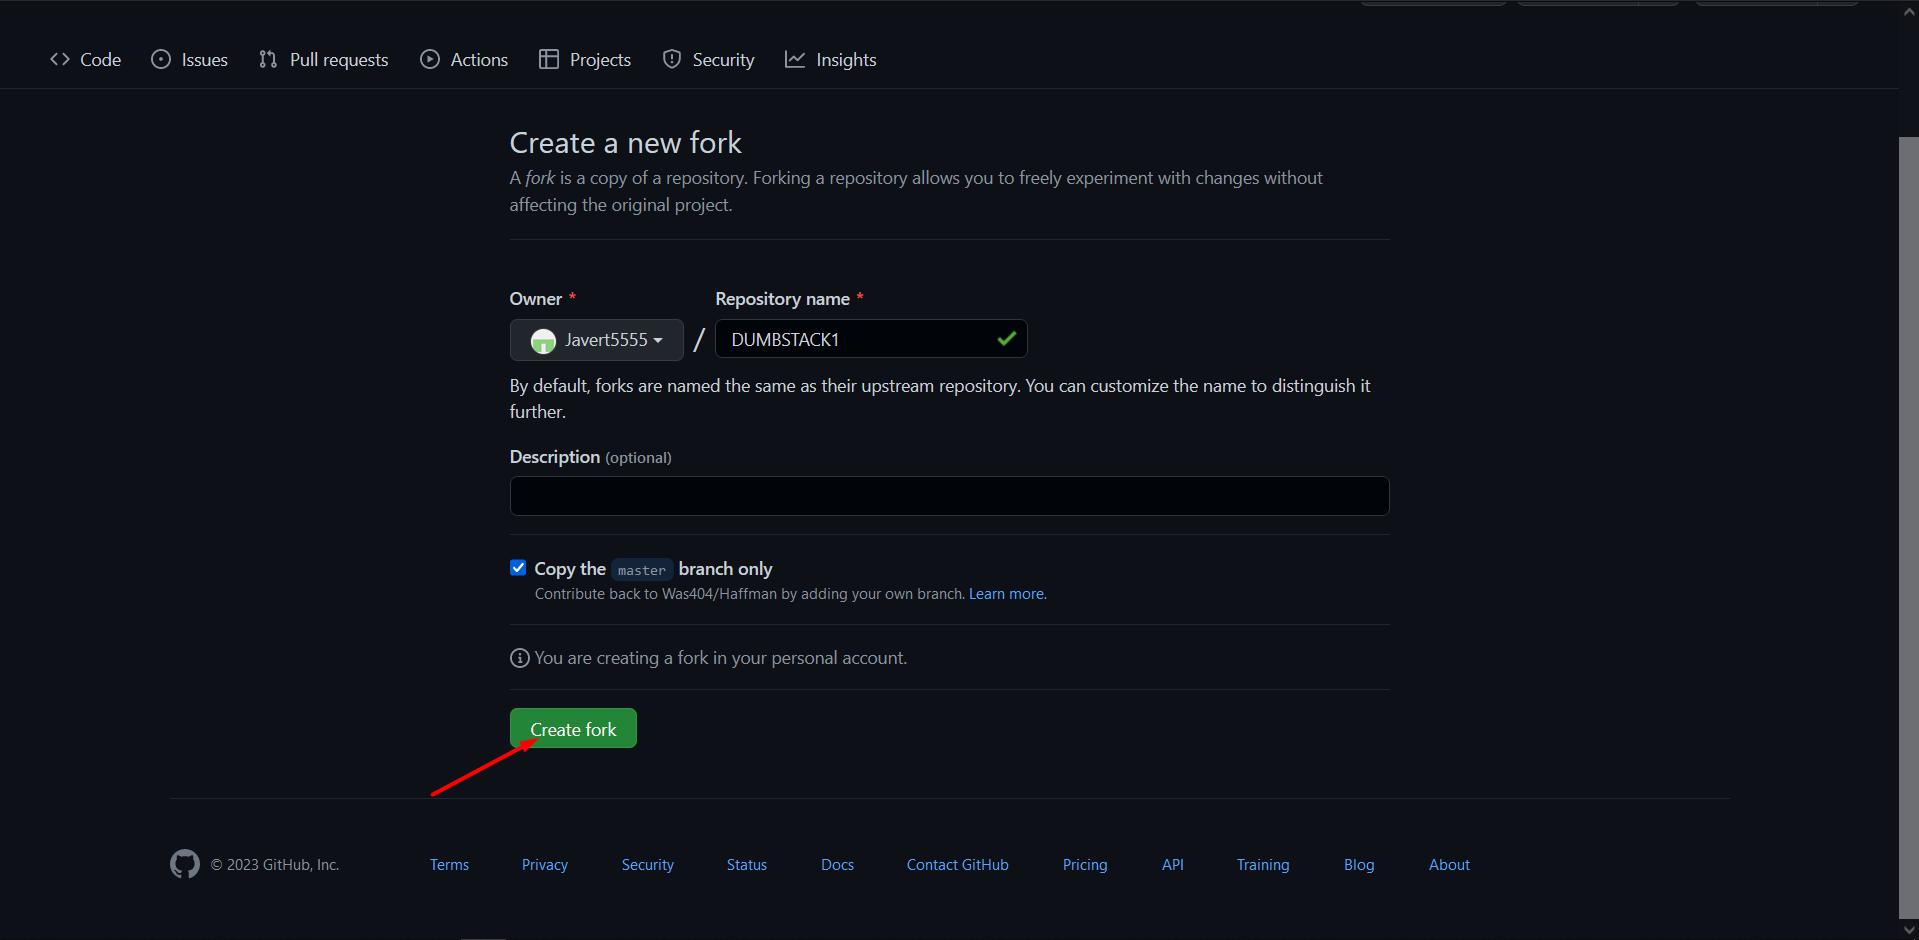 Code Issues Pull requests Actions Projects Security Insights
Create a new fork
A fork is a copy of a repository. Forking a repository allows you to freely experiment with changes without
affecting the original project.
Owner * Repository name *
Javert5555 / DUMBSTACK1
By default, forks are named the same as their upstream repository. You can customize the name to distinguish it
further.
Description (optional)
Copy the master branch only
Contribute back to Was404/Haffman by adding your own branch. Learn more.
You are creating a fork in your personal account.
Create fork
© 2023 GitHub, Inc. Terms Privacy Security Status Docs Contact GitHub Pricing API Training Blog About